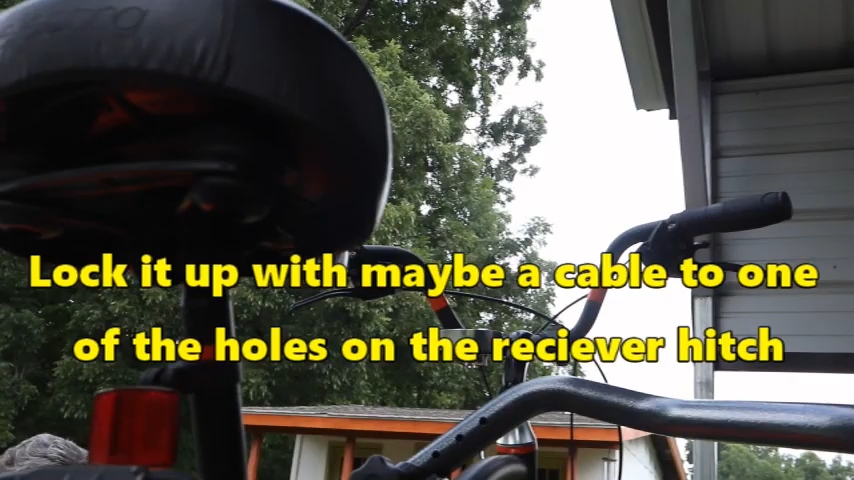 Lock it up with maybe a cable to one
of the holes on the reciever hitch